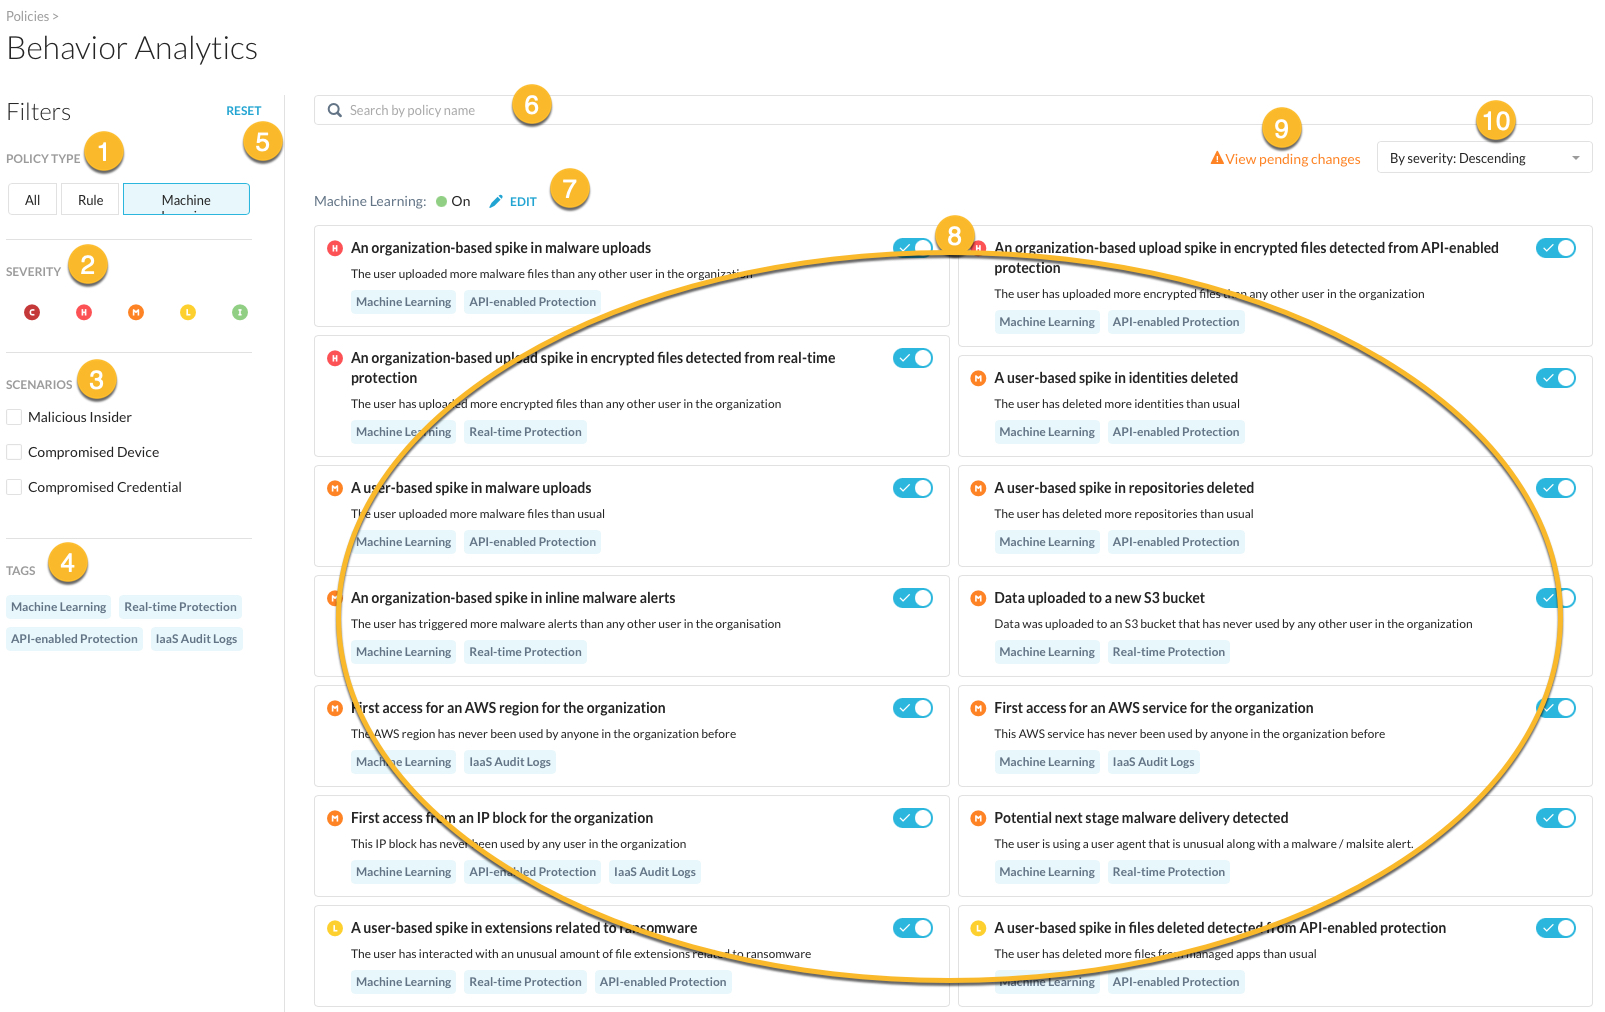 Policies >
Behavior Analytics
Filters
RESET
5
POLICY TYPE
1
All
Rule
Machine
SEVERITY
2
C
H
M
L
I
SCENARIOS
3
Malicious Insider
Compromised Device
Compromised Credential
TAGS
4
Machine Learning
Real-time Protection
API-enabled Protection
IaaS Audit Logs
Search by policy name
6
9
View pending changes
10
By severity: Descending
Machine Learning:
On
EDIT
7
8
H
An organization-based spike in malware uploads
The user uploaded more malware files than any other user in the organization
Machine Learning
API-enabled Protection
H
An organization-based upload spike in encrypted files detected from API-enabled
protection
The user has uploaded more encrypted files than any other user in the organization
Machine Learning
API-enabled Protection
H
An organization-based upload spike in encrypted files detected from real-time
protection
The user has uploaded more encrypted files than any other user in the organization
Machine Learning
Real-time Protection
M
A user-based spike in identities deleted
The user has deleted more identities than usual
Machine Learning
API-enabled Protection
M
A user-based spike in malware uploads
The user uploaded more malware files than usual
Machine Learning
API-enabled Protection
M
A user-based spike in repositories deleted
The user has deleted more repositories than usual
Machine Learning
API-enabled Protection
M
An organization-based spike in inline malware alerts
The user has triggered more malware alerts than any other user in the organisation
Machine Learning
Real-time Protection
M
Data uploaded to a new S3 bucket
Data was uploaded to an S3 bucket that has never used by any other user in the organization
Machine Learning
Real-time Protection
M
First access for an AWS region for the organization
The AWS region has never been used by anyone in the organization before
Machine Learning
IaaS Audit Logs
M
First access for an AWS service for the organization
This AWS service has never been used by anyone in the organization before
Machine Learning
IaaS Audit Logs
M
First access from an IP block for the organization
This IP block has never been used by any user in the organization
Machine Learning
API-enabled Protection
IaaS Audit Logs
M
Potential next stage malware delivery detected
The user is using a user agent that is unusual along with a malware / malsite alert.
Machine Learning
Real-time Protection
L
A user-based spike in extensions related to ransomware
The user has interacted with an unusual amount of file extensions related to ransomware
Machine Learning
Real-time Protection
API-enabled Protection
L
A user-based spike in files deleted detected from API-enabled protection
The user has deleted more files from managed apps than usual
Machine Learning
API-enabled Protection